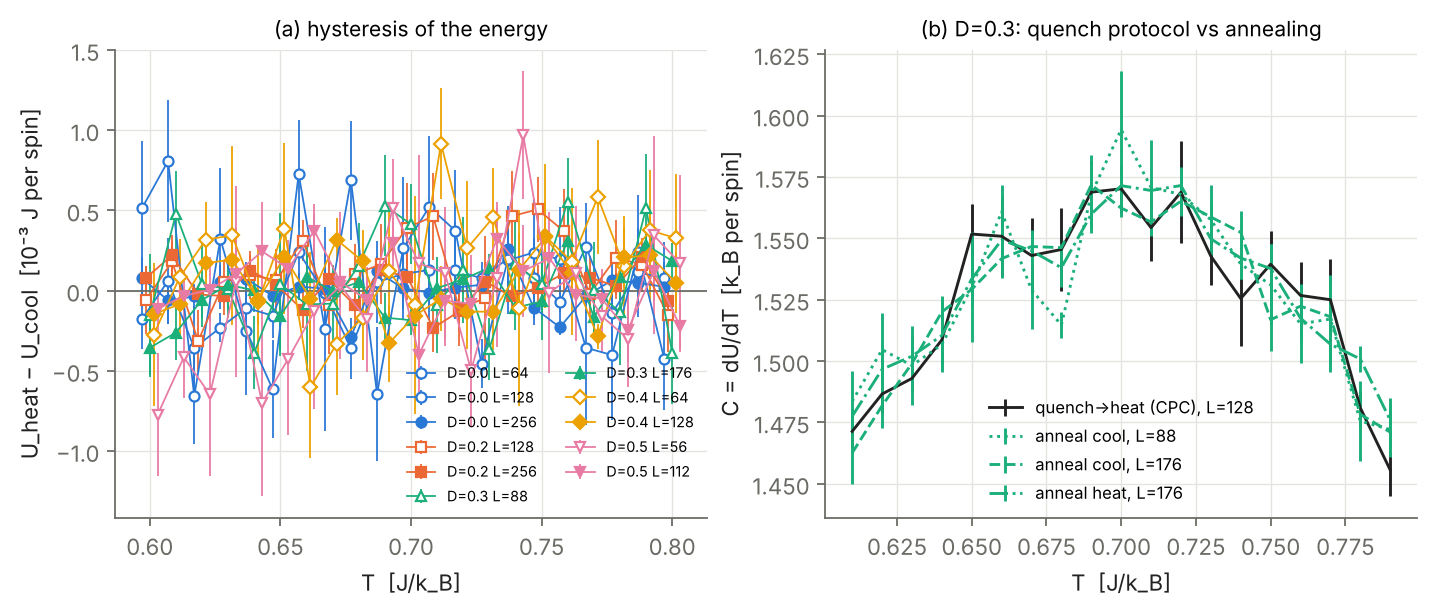 (a) hysteresis of the energy
U_heat − U_cool [10⁻³ J per spin]
1.5
1.0
0.5
0.0
−0.5
−1.0
D=0.0 L=64
D=0.0 L=128
D=0.0 L=256
D=0.2 L=128
D=0.2 L=256
D=0.3 L=88
D=0.3 L=176
D=0.4 L=64
D=0.4 L=128
D=0.5 L=56
D=0.5 L=112
0.60 0.65 0.70 0.75 0.80
T [J/k_B]
(b) D=0.3: quench protocol vs annealing
C = dU/dT [k_B per spin]
1.625
1.600
1.575
1.550
1.525
1.500
1.475
1.450
quench→heat (CPC), L=128
anneal cool, L=88
anneal cool, L=176
anneal heat, L=176
0.625 0.650 0.675 0.700 0.725 0.750 0.775
T [J/k_B]